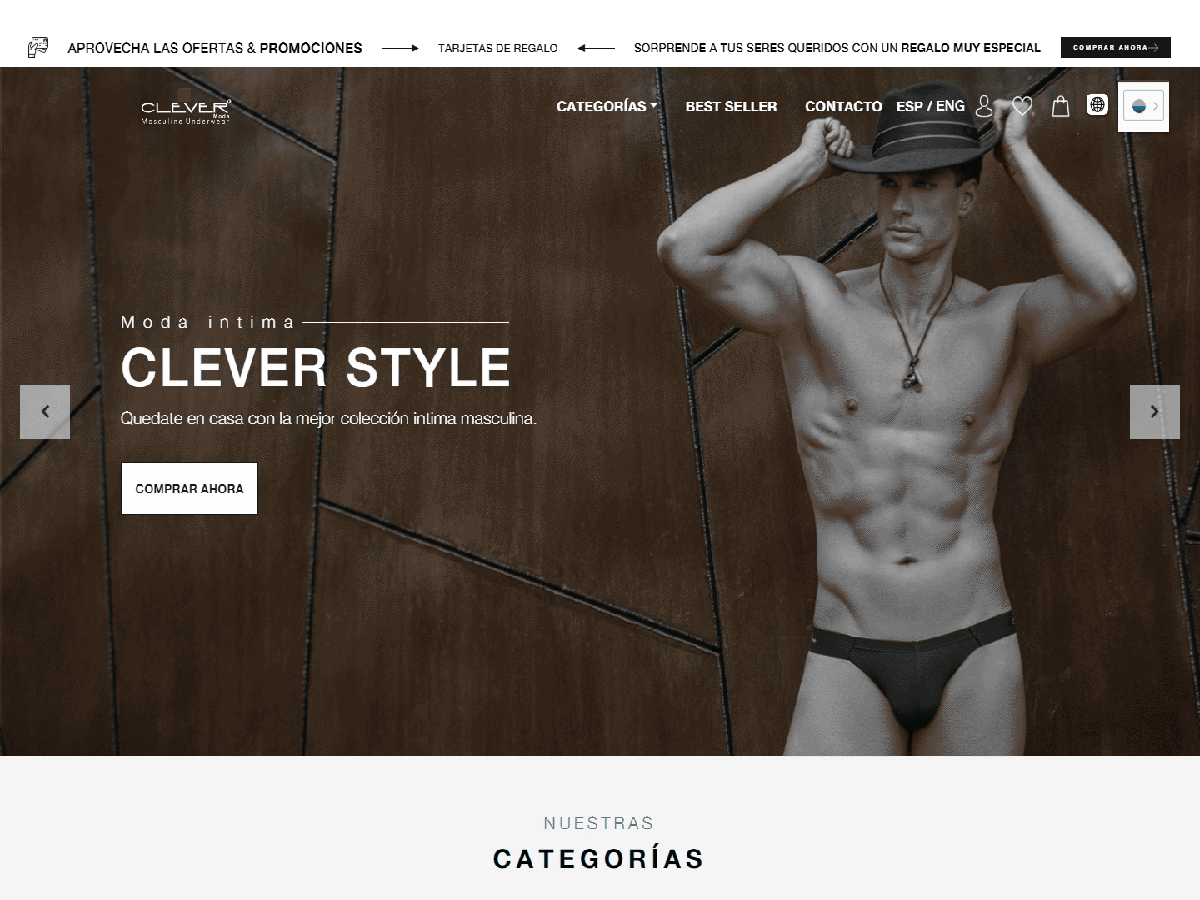 APROVECHA LAS OFERTAS & PROMOCIONES
TARJETAS DE REGALO
SORPRENDE A TUS SERES QUERIDOS CON UN REGALO MUY ESPECIAL
COMPRAR AHORA
CLEVER®
Moda
Masculine Underwear
CATEGORÍAS
BEST SELLER
CONTACTO
ESP / ENG
Moda intima
CLEVER STYLE
Quedate en casa con la mejor colección intima masculina.
COMPRAR AHORA
NUESTRAS
CATEGORÍAS